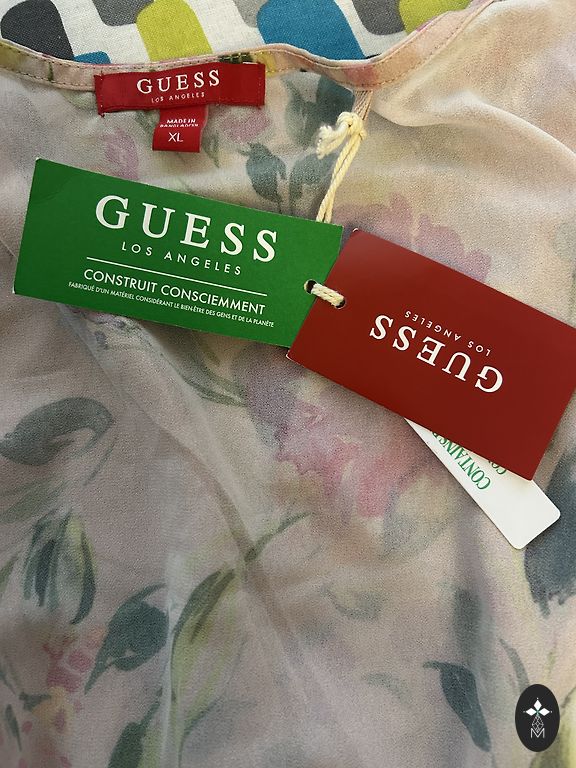 GUESS
LOS ANGELES
MADE IN
BANGLADESH
XL
GUESS
LOS ANGELES
CONSTRUIT CONSCIEMMENT
FABRIQUÉ D'UN MATÉRIEL CONSIDÉRANT LE BIEN-ÊTRE DES GENS ET DE LA PLANÈTE
GUESS
LOS ANGELES
CONTAINS
M